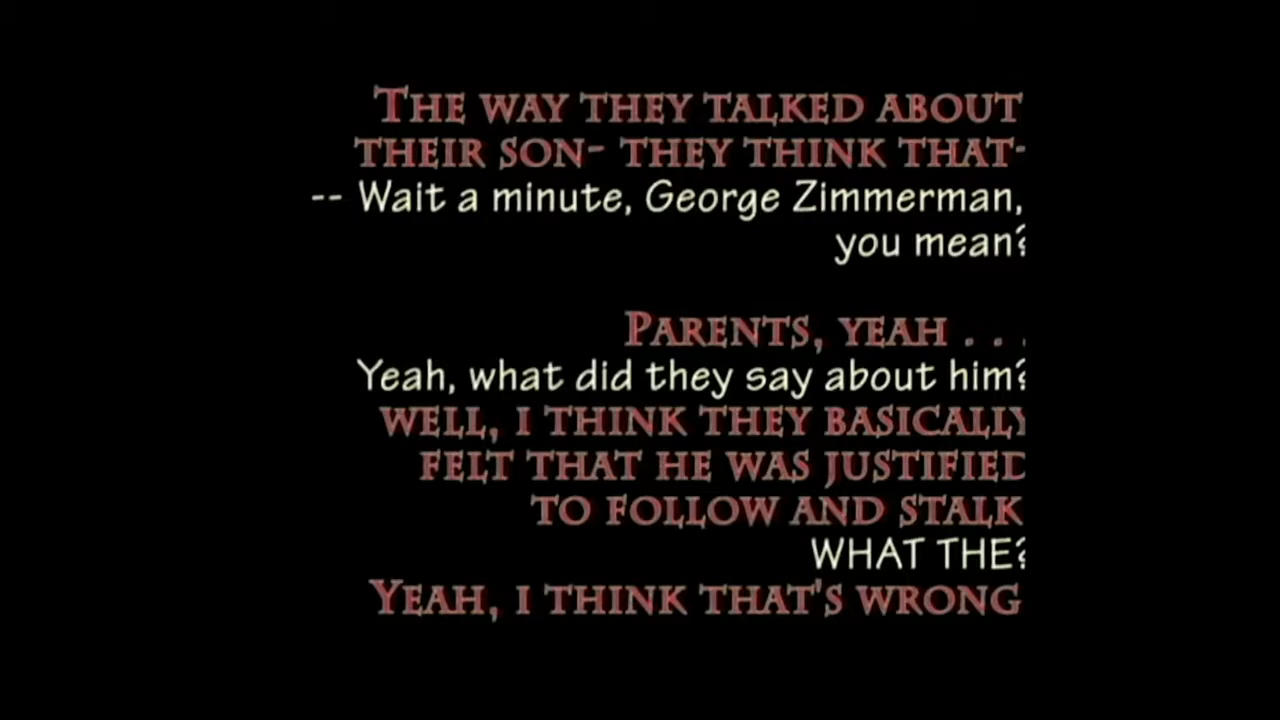 The way they talked about
their son- they think that-
-- Wait a minute, George Zimmerman,
you mean?
Parents, yeah . . .
Yeah, what did they say about him?
well, I think they basically
felt that he was justified
to follow and stalk
WHAT THE?
Yeah, I think that's wrong